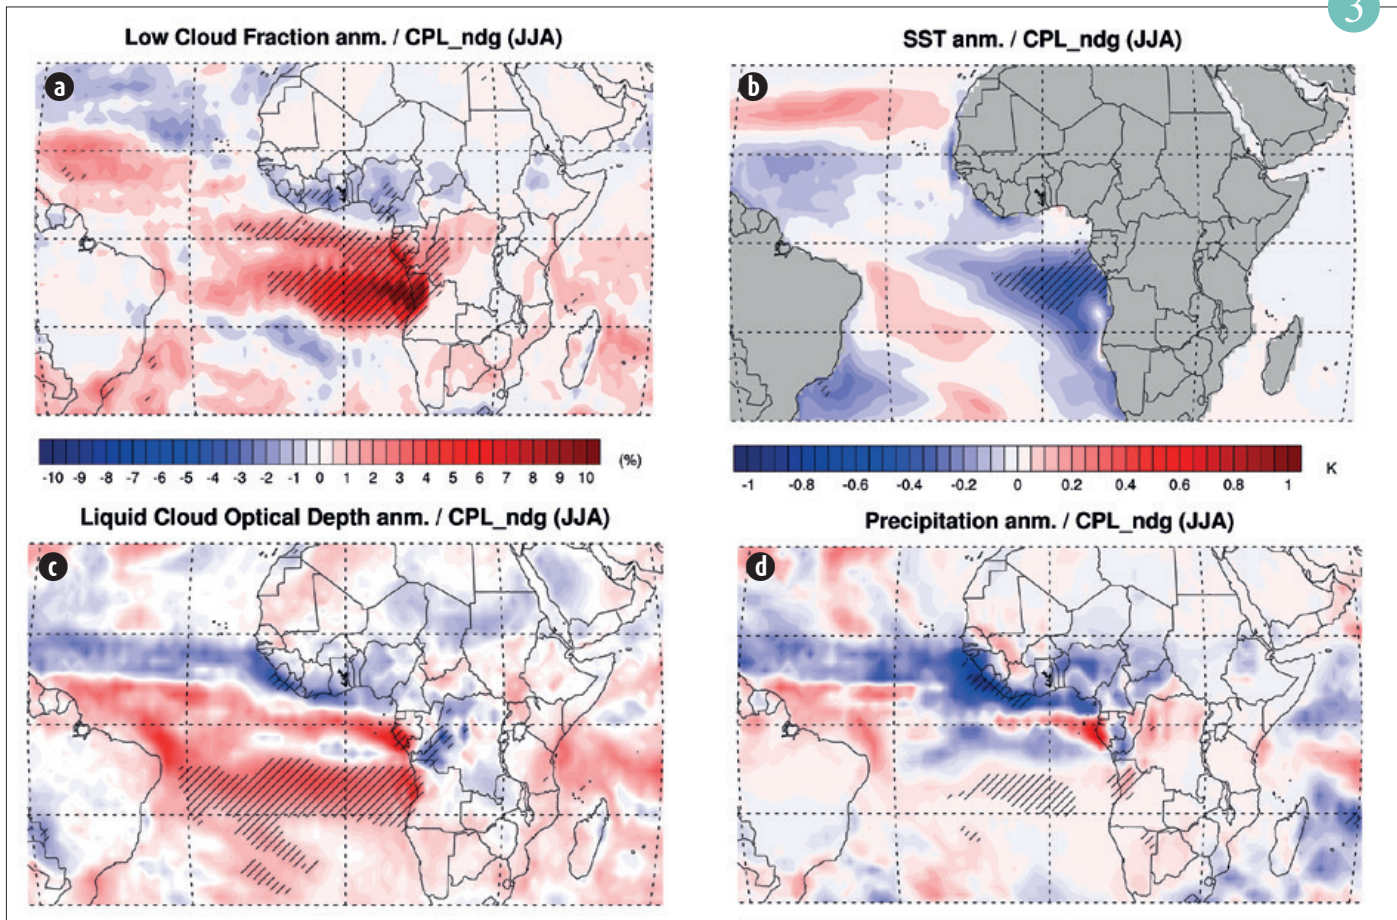 3
Low Cloud Fraction anm. / CPL_ndg (JJA)
SST anm. / CPL_ndg (JJA)
a
b
-10 -9 -8 -7 -6 -5 -4 -3 -2 -1 0 1 2 3 4 5 6 7 8 9 10 (%)
-1 -0.8 -0.6 -0.4 -0.2 0 0.2 0.4 0.6 0.8 1 K
Liquid Cloud Optical Depth anm. / CPL_ndg (JJA)
Precipitation anm. / CPL_ndg (JJA)
c
d